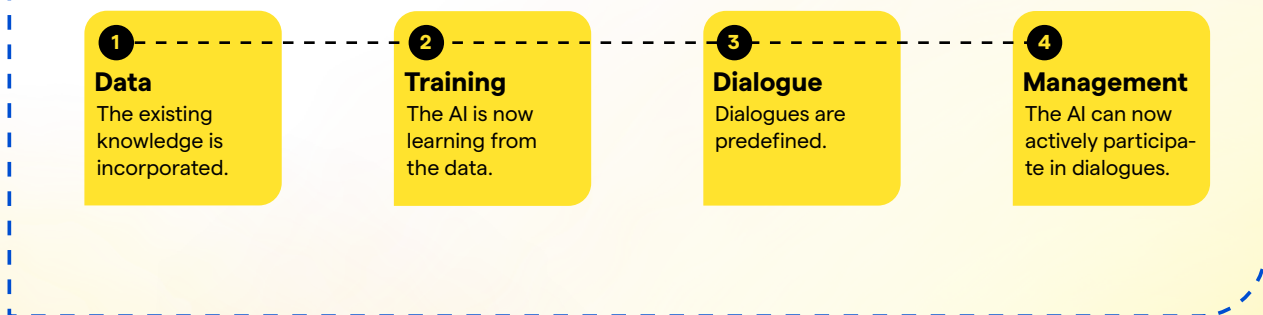 1
Data
The existing
knowledge is
incorporated.
2
Training
The AI is now
learning from
the data.
3
Dialogue
Dialogues are
predefined.
4
Management
The AI can now
actively participa-
te in dialogues.